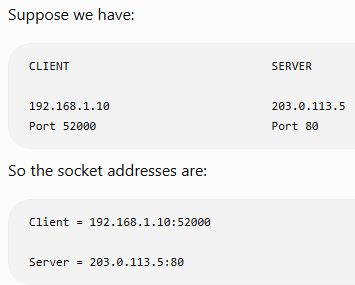 Suppose we have:
CLIENT SERVER
192.168.1.10 203.0.113.5
Port 52000 Port 80
So the socket addresses are:
Client = 192.168.1.10:52000
Server = 203.0.113.5:80